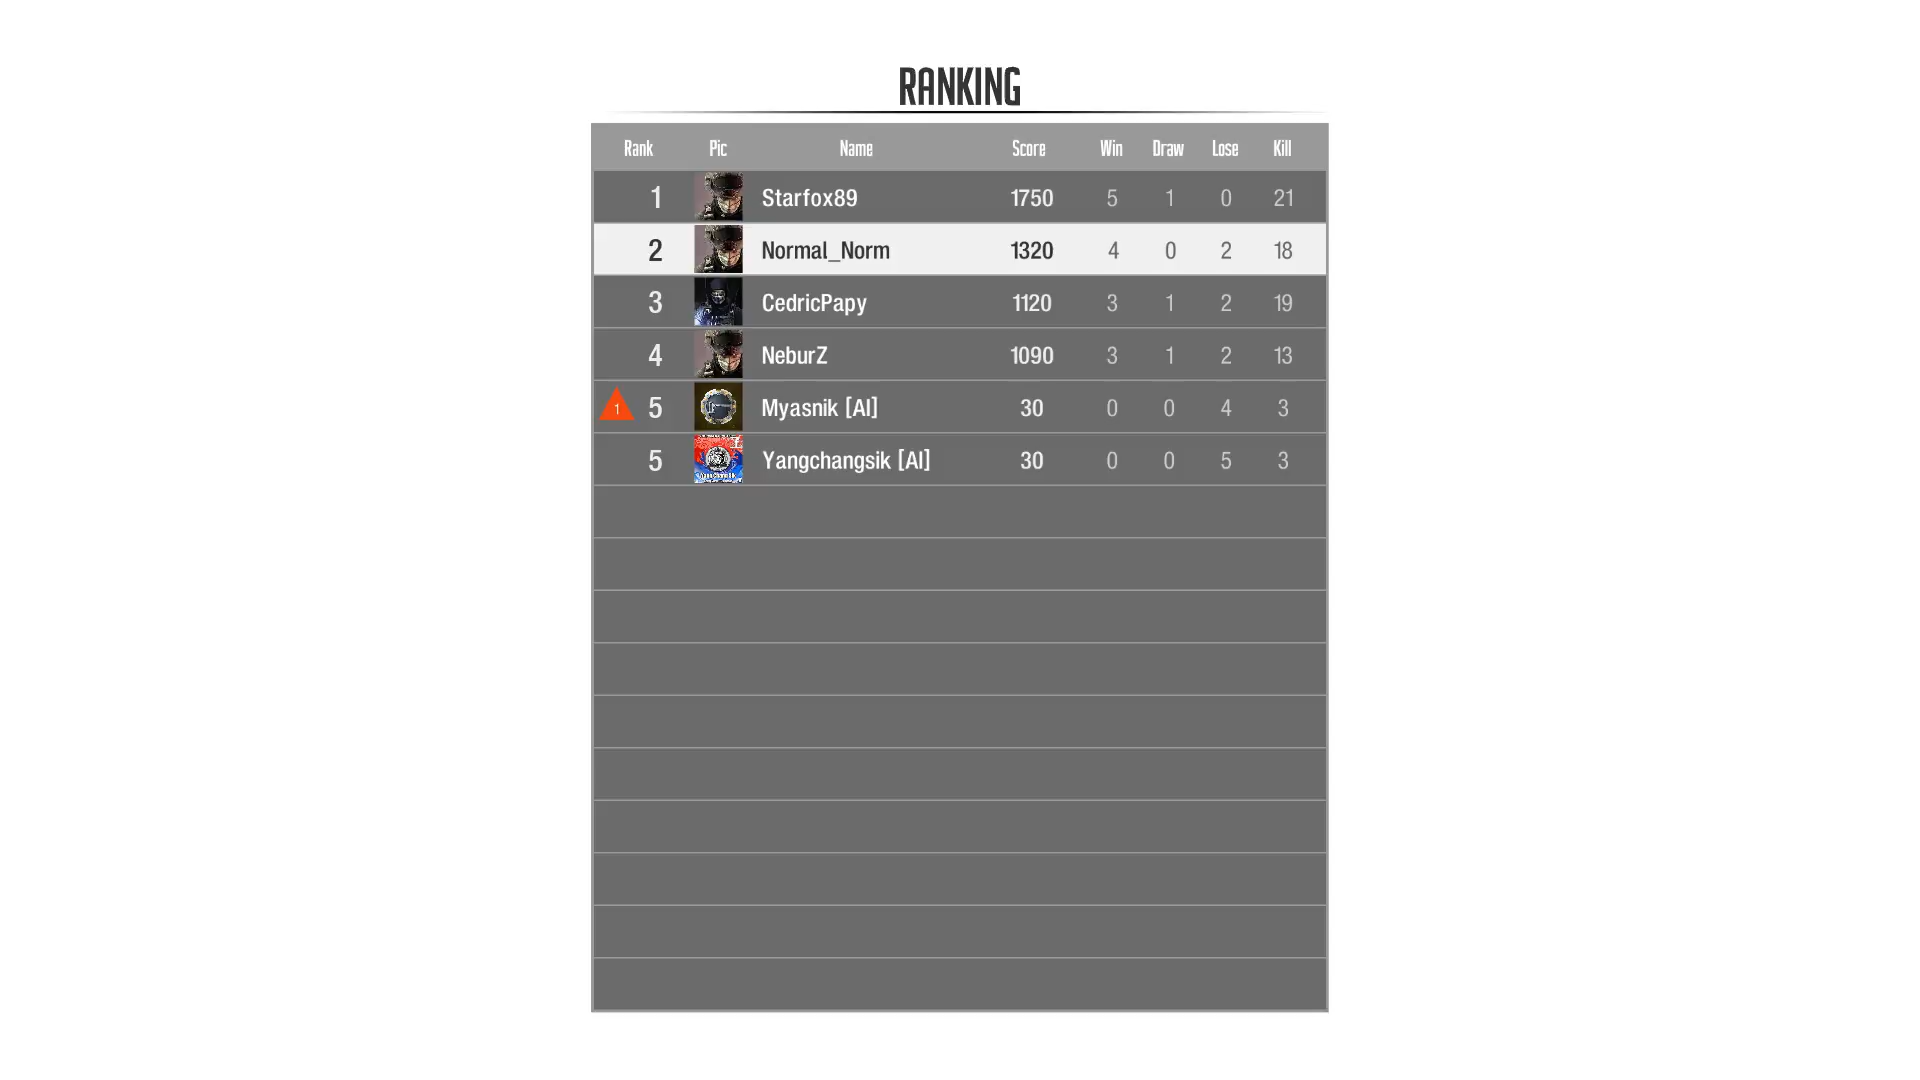 RANKING
Rank Pic Name Score Win Draw Lose Kill
1 Starfox89 1750 5 1 0 21
2 Normal_Norm 1320 4 0 2 18
3 CedricPapy 1120 3 1 2 19
4 NeburZ 1090 3 1 2 13
1 5 Myasnik [AI] 30 0 0 4 3
5 Yangchangsik [AI] 30 0 0 5 3